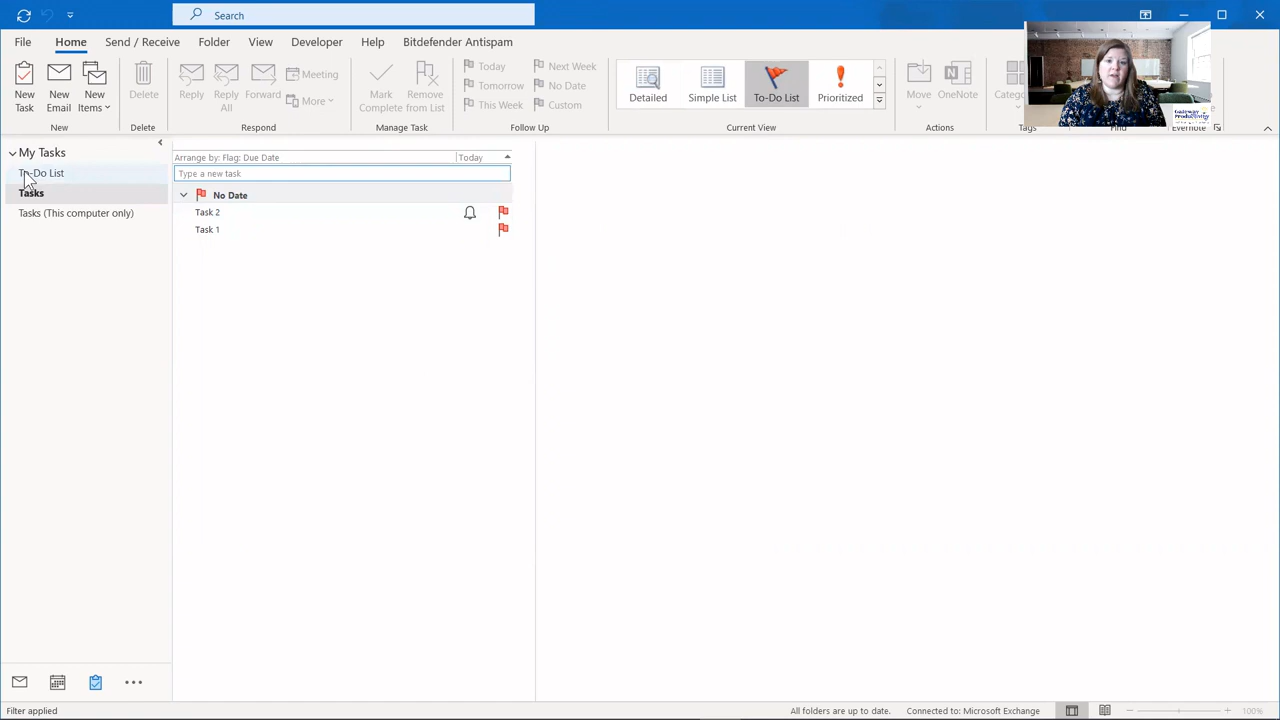 Search
File Home Send / Receive Folder View Developer Help Bitdefender Antispam
New Task
New Email
New Items
Delete
Reply
Reply All
Forward
Meeting
More
Mark Complete
Remove from List
Today
Tomorrow
This Week
Next Week
No Date
Custom
Detailed
Simple List
To-Do List
Prioritized
Move
OneNote
New
Delete
Respond
Manage Task
Follow Up
Current View
Actions
Tags
Find
Evernote
Gateway
Productivity
My Tasks
To-Do List
Tasks
Tasks (This computer only)
Arrange by: Flag: Due Date Today
Type a new task
No Date
Task 2
Task 1
Filter applied
All folders are up to date. Connected to: Microsoft Exchange 100%